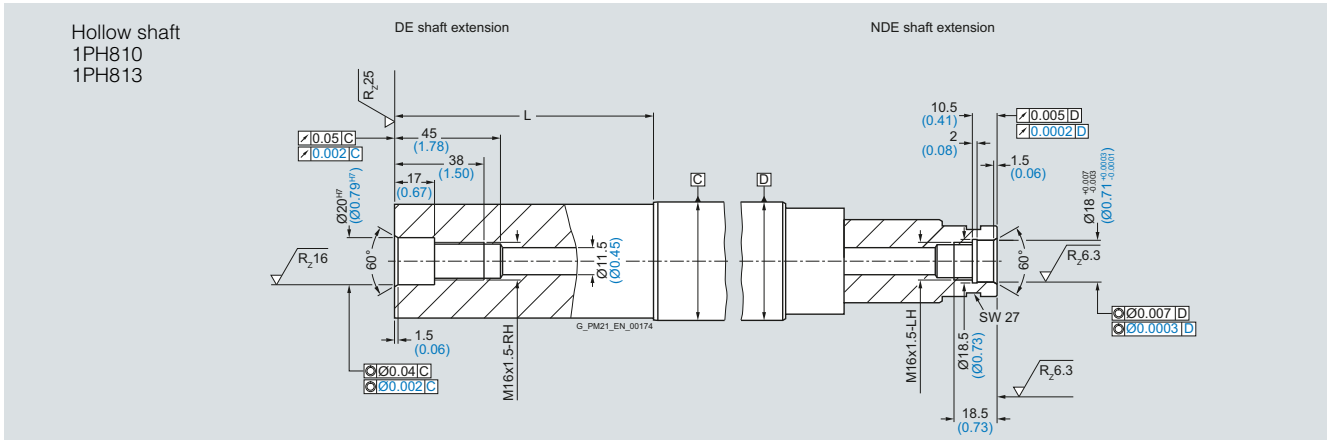 Hollow shaft
1PH810
1PH813
DE shaft extension
NDE shaft extension
Rz25
L
45
(1.78)
38
(1.50)
17
(0.67)
↗ 0.05 C
↗ 0.002 C
Ø20H7
(Ø0.79H7)
60°
Rz16
1.5
(0.06)
◎ Ø0.04 C
◎ Ø0.002 C
M16x1.5-RH
Ø11.5
(Ø0.45)
G_PM21_EN_00174
C
D
10.5
(0.41)
2
(0.08)
1.5
(0.06)
↗ 0.005 D
↗ 0.0002 D
Ø18 +0.007 -0.003
(Ø0.71 +0.0003 -0.0001)
60°
Rz6.3
◎ Ø0.007 D
◎ Ø0.0003 D
SW 27
M16x1.5-LH
Ø18.5
(Ø0.73)
Rz6.3
18.5
(0.73)